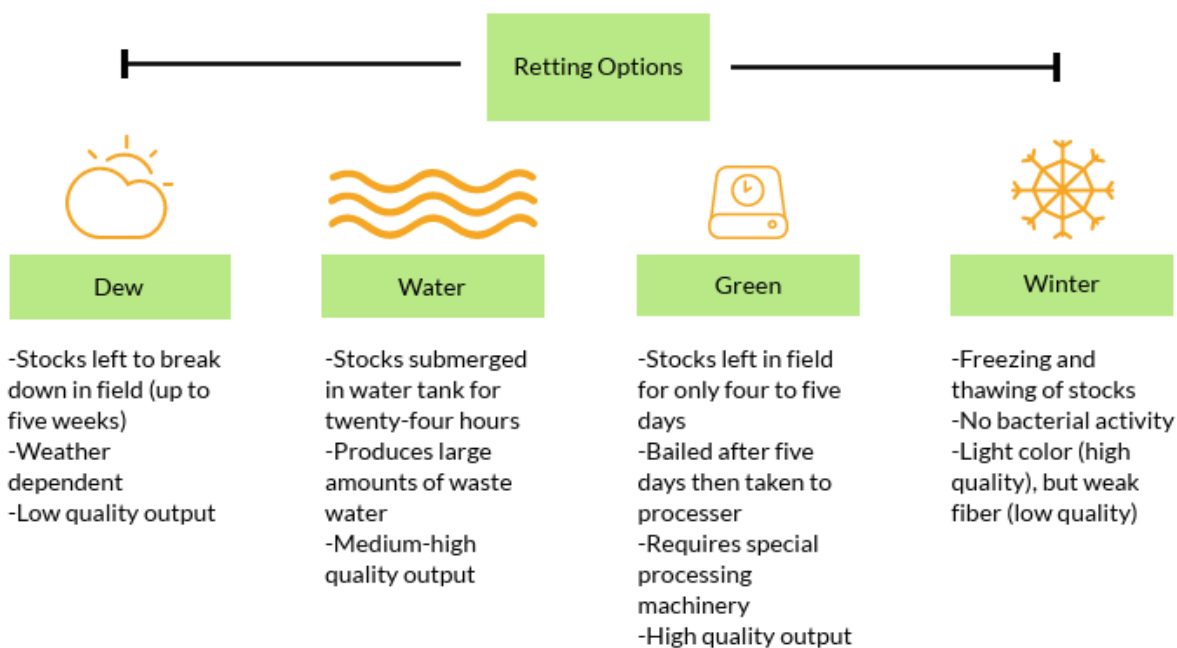 Retting Options
Dew
-Stocks left to break
down in field (up to
five weeks)
-Weather
dependent
-Low quality output
Water
-Stocks submerged
in water tank for
twenty-four hours
-Produces large
amounts of waste
water
-Medium-high
quality output
Green
-Stocks left in field
for only four to five
days
-Bailed after five
days then taken to
processer
-Requires special
processing
machinery
-High quality output
Winter
-Freezing and
thawing of stocks
-No bacterial activity
-Light color (high
quality), but weak
fiber (low quality)